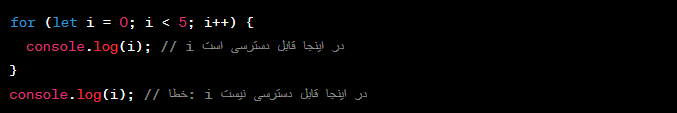 for (let i = 0; i < 5; i++) {
  console.log(i); // i در اینجا قابل دسترسی است
}
console.log(i); // خطا: i در اینجا قابل دسترسی نیست